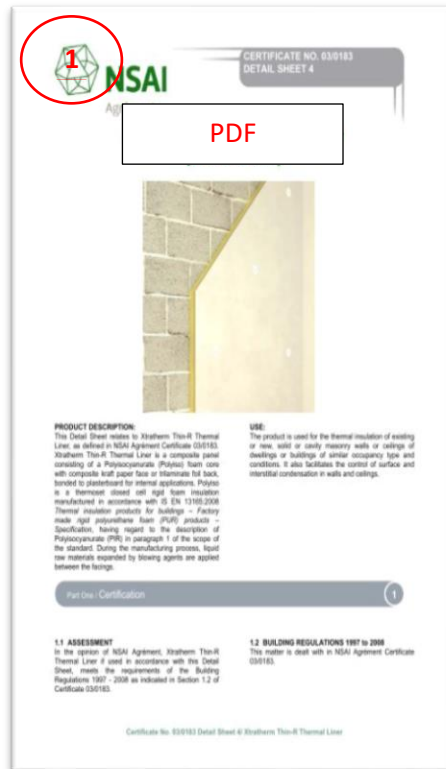 1
NSAI
CERTIFICATE NO. 03/0183
DETAIL SHEET 4
PDF
PRODUCT DESCRIPTION:
This Detail Sheet relates to Xtratherm Thin-R Thermal
Liner, as defined in NSAI Agrément Certificate 03/0183.
Xtratherm Thin-R Thermal Liner is a composite panel
consisting of a Polyisocyanurate (Polyiso) foam core
with composite kraft paper face or trilaminate foil back,
bonded to plasterboard for internal applications. Polyiso
is a thermoset closed cell rigid foam insulation
manufactured in accordance with IS EN 13165:2008
Thermal insulation products for buildings – Factory
made rigid polyurethane foam (PUR) products –
Specification, having regard to the description of
Polyisocyanurate (PIR) in paragraph 1 of the scope of
the standard. During the manufacturing process, liquid
raw materials expanded by blowing agents are applied
between the facings.
USE:
The product is used for the thermal insulation of existing
or new, solid or cavity masonry walls or ceilings of
dwellings or buildings of similar occupancy type and
conditions. It also facilitates the control of surface and
interstitial condensation in walls and ceilings.
Part One / Certification
1
1.1 ASSESSMENT
In the opinion of NSAI Agrément, Xtratherm Thin-R
Thermal Liner if used in accordance with this Detail
Sheet, meets the requirements of the Building
Regulations 1997 - 2008 as indicated in Section 1.2 of
Certificate 03/0183.
1.2 BUILDING REGULATIONS 1997 to 2008
This matter is dealt with in NSAI Agrément Certificate
03/0183.
Certificate No. 03/0183 Detail Sheet 4/ Xtratherm Thin-R Thermal Liner